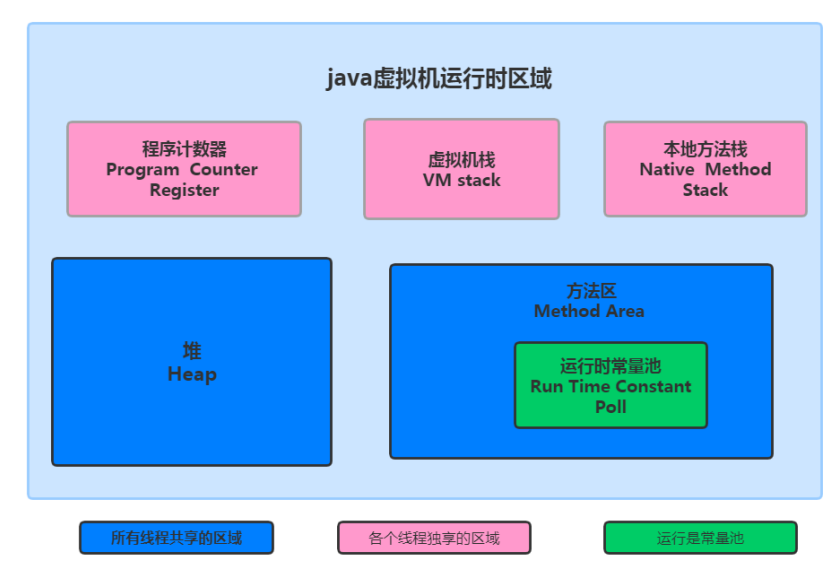 java虚拟机运行时区域
程序计数器
Program Counter
Register
虚拟机栈
VM stack
本地方法栈
Native Method
Stack
堆
Heap
方法区
Method Area
运行时常量池
Run Time Constant
Poll
所有线程共享的区域
各个线程独享的区域
运行是常量池